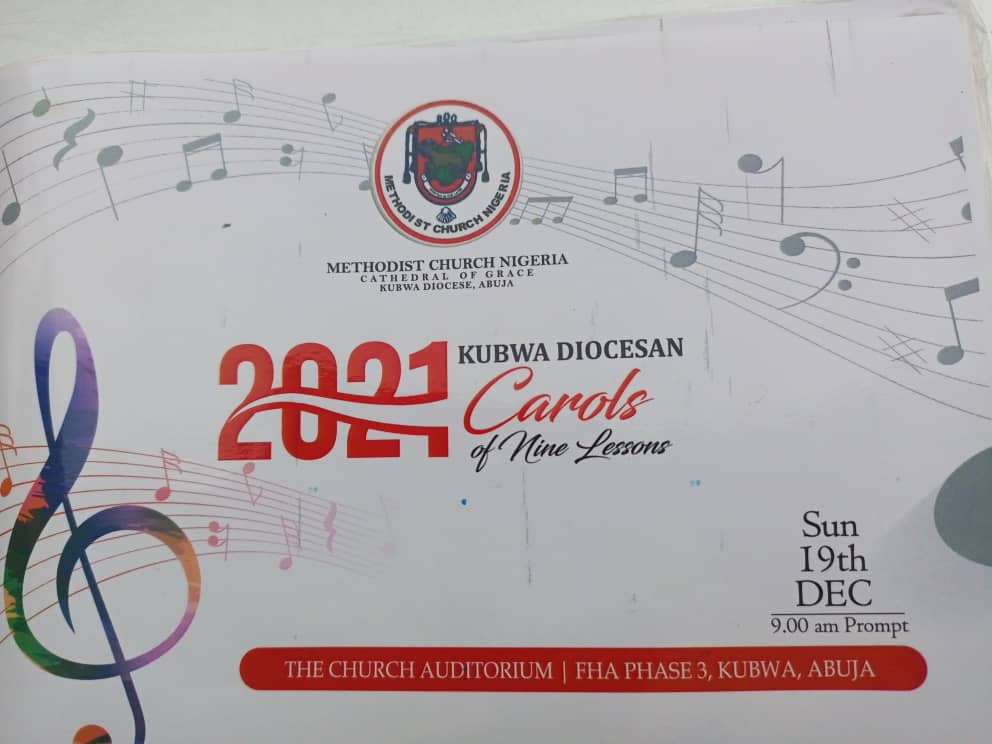 METHODIST CHURCH NIGERIA
METHODIST CHURCH NIGERIA
CATHEDRAL OF GRACE
KUBWA DIOCESE, ABUJA
2021 KUBWA DIOCESAN
Carols
of Nine Lessons
Sun
19th
DEC
9.00 am Prompt
THE CHURCH AUDITORIUM | FHA PHASE 3, KUBWA, ABUJA